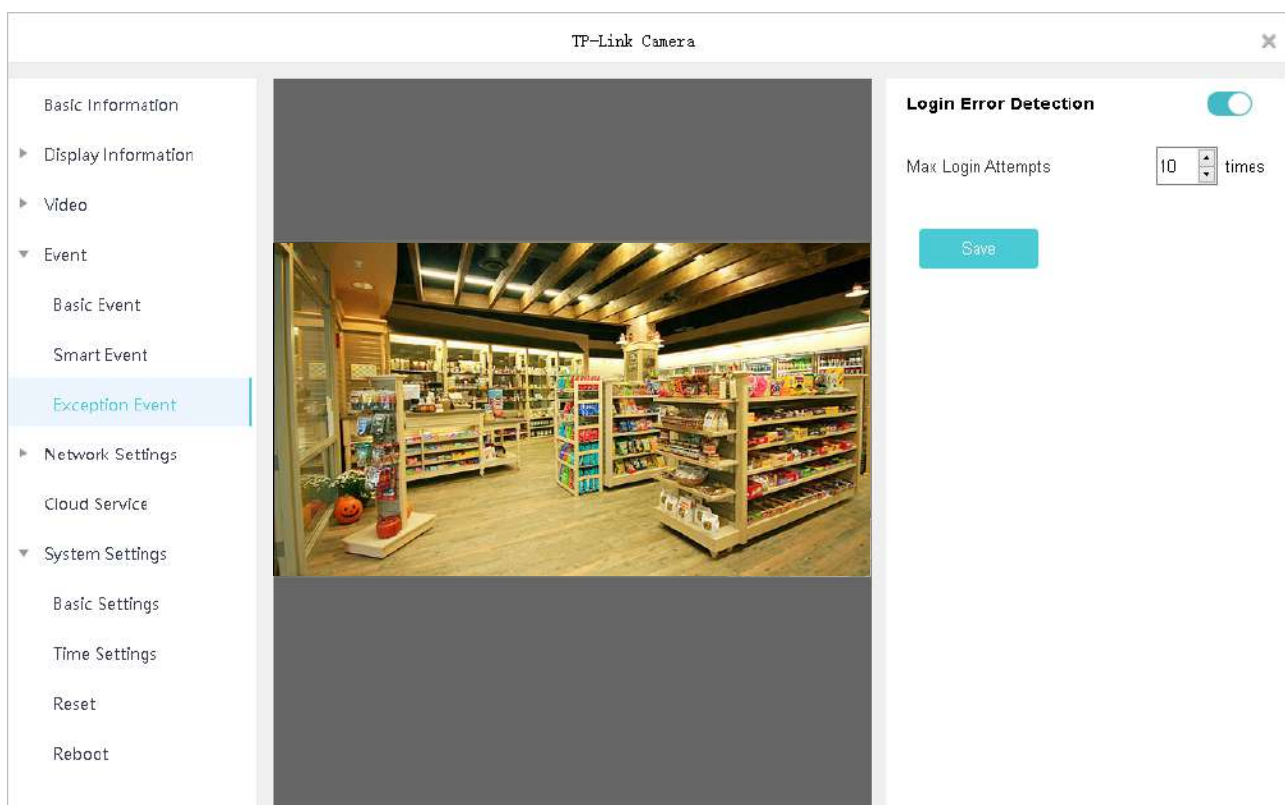 TP-Link Camera
Basic Information
Display Information
Video
Event
Basic Event
Smart Event
Exception Event
Network Settings
Cloud Service
System Settings
Basic Settings
Time Settings
Reset
Reboot
Login Error Detection
Max Login Attempts 10 times
Save